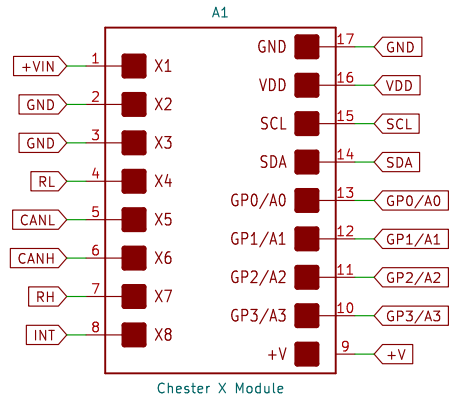 A1
+VIN 1 X1
GND 2 X2
GND 3 X3
RL 4 X4
CANL 5 X5
CANH 6 X6
RH 7 X7
INT 8 X8
GND 17 GND
VDD 16 VDD
SCL 15 SCL
SDA 14 SDA
GP0/A0 13 GP0/A0
GP1/A1 12 GP1/A1
GP2/A2 11 GP2/A2
GP3/A3 10 GP3/A3
+V 9 +V
Chester X Module